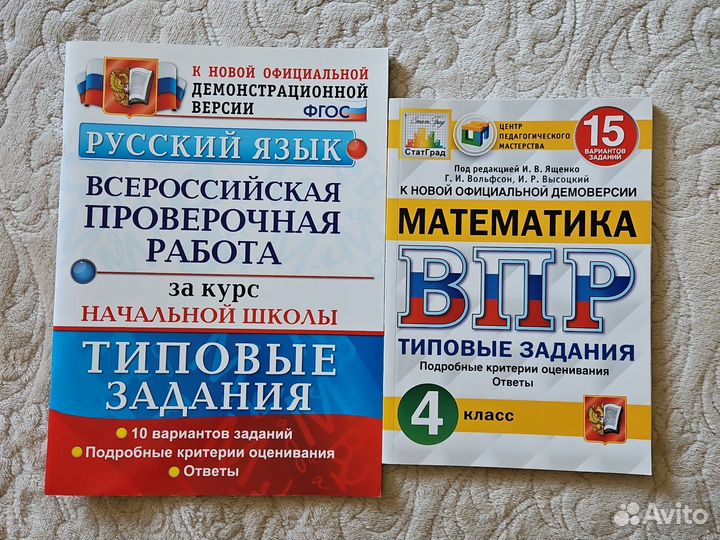 К НОВОЙ ОФИЦИАЛЬНОЙ
ДЕМОНСТРАЦИОННОЙ
ВЕРСИИ
ФГОС
РУССКИЙ ЯЗЫК
ВСЕРОССИЙСКАЯ
ПРОВЕРОЧНАЯ
РАБОТА
за курс
НАЧАЛЬНОЙ ШКОЛЫ
ТИПОВЫЕ
ЗАДАНИЯ
10 вариантов заданий
Подробные критерии оценивания
Ответы
СтатГрад
ЦЕНТР
ПЕДАГОГИЧЕСКОГО
МАСТЕРСТВА
15
ВАРИАНТОВ
ЗАДАНИЙ
Под редакцией И. В. Ященко
Г. И. Вольфсон, И. Р. Высоцкий
К НОВОЙ ОФИЦИАЛЬНОЙ ДЕМОВЕРСИИ
МАТЕМАТИКА
ВПР
ТИПОВЫЕ ЗАДАНИЯ
Подробные критерии оценивания
Ответы
4 класс
Avito